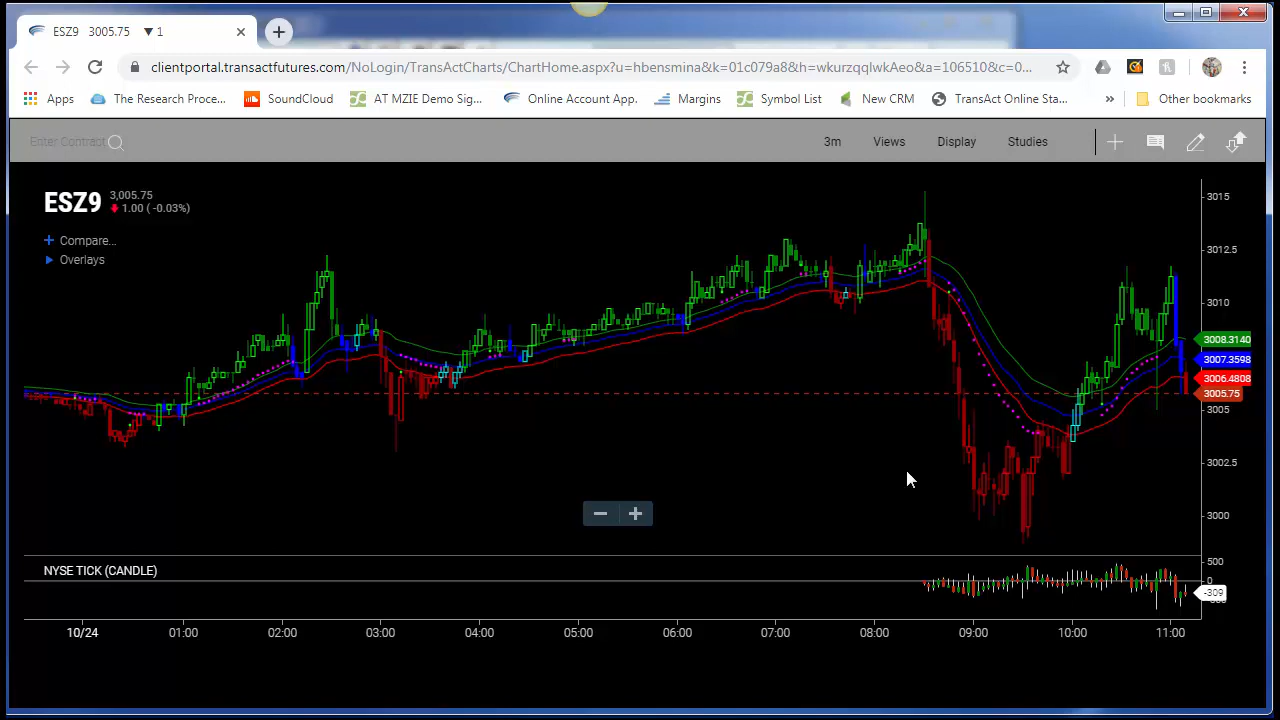 ESZ9 3005.75 ▼ 1
clientportal.transactfutures.com/NoLogin/TransActCharts/ChartHome.aspx?u=hbensmina&k=01c079a8&h=wkurzqqlwkAeo&a=106510&c=0...
Apps The Research Proce... SoundCloud AT MZIE Demo Sig... Online Account App. Margins Symbol List New CRM TransAct Online Sta... » Other bookmarks
Enter Contract 3m Views Display Studies
ESZ9 3,005.75
1.00 ( -0.03%)
Compare...
Overlays
3015
3012.5
3010
3008.3140
3007.3598
3006.4808
3005.75
3005
3002.5
3000
NYSE TICK (CANDLE)
500
0
-309
10/24 01:00 02:00 03:00 04:00 05:00 06:00 07:00 08:00 09:00 10:00 11:00